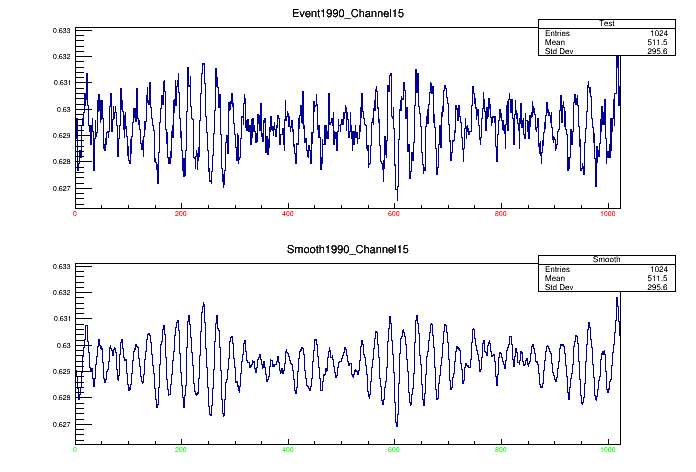 Event1990_Channel15
Test
Entries 1024
Mean 511.5
Std Dev 295.6
0.633
0.632
0.631
0.63
0.629
0.628
0.627
0 200 400 600 800 1000
Smooth1990_Channel15
Smooth
Entries 1024
Mean 511.5
Std Dev 295.6
0.633
0.632
0.631
0.63
0.629
0.628
0.627
0 200 400 600 800 1000